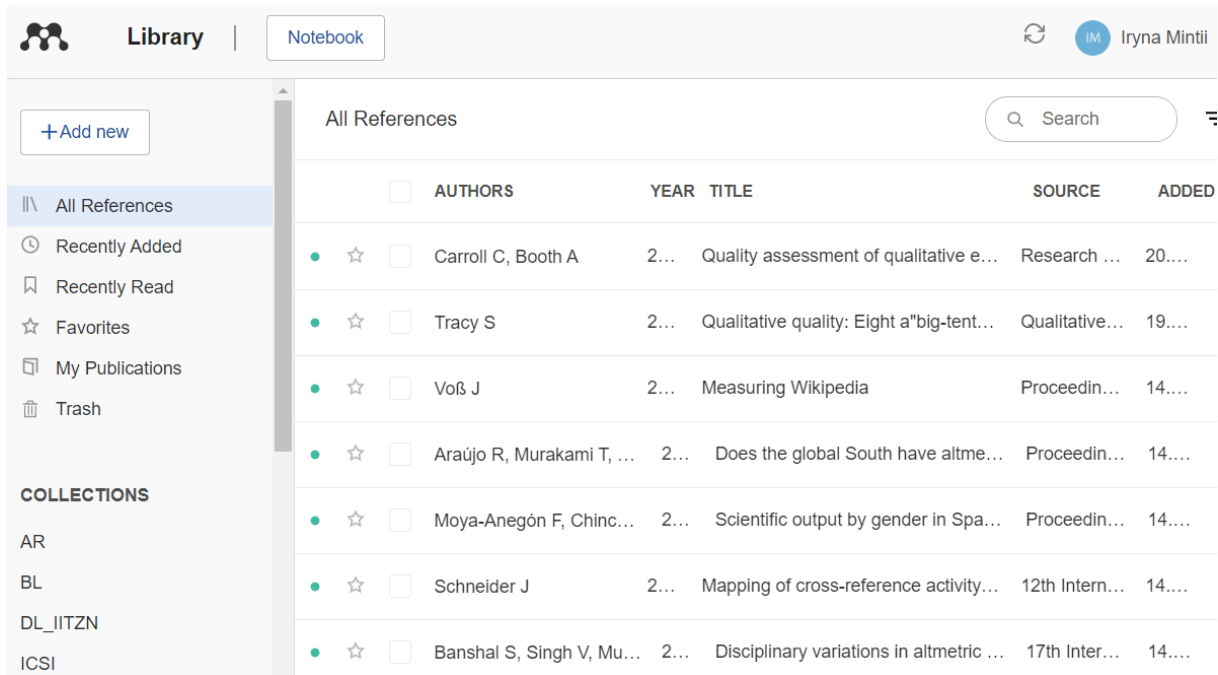 Library | Notebook IM Iryna Mintii
+Add new
All References
Recently Added
Recently Read
Favorites
My Publications
Trash
COLLECTIONS
AR
BL
DL_IITZN
ICSI
All References Search
AUTHORS YEAR TITLE SOURCE ADDED
Carroll C, Booth A 2... Quality assessment of qualitative e... Research ... 20....
Tracy S 2... Qualitative quality: Eight a"big-tent... Qualitative... 19....
Voß J 2... Measuring Wikipedia Proceedin... 14....
Araújo R, Murakami T, ... 2... Does the global South have altme... Proceedin... 14....
Moya-Anegón F, Chinc... 2... Scientific output by gender in Spa... Proceedin... 14....
Schneider J 2... Mapping of cross-reference activity... 12th Intern... 14....
Banshal S, Singh V, Mu... 2... Disciplinary variations in altmetric ... 17th Inter... 14....